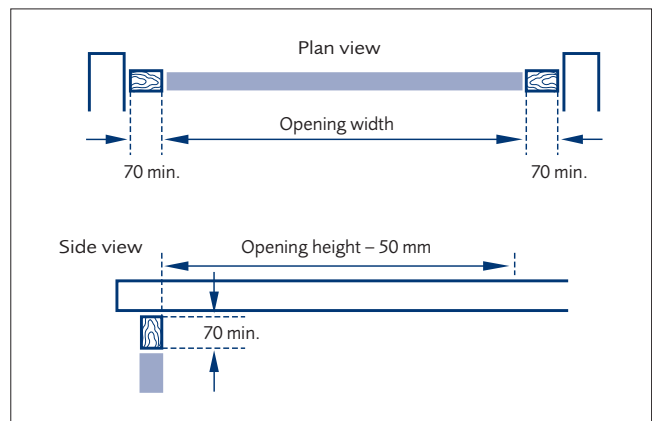 Plan view
Opening width
70 min.
70 min.
Side view
Opening height – 50 mm
70 min.